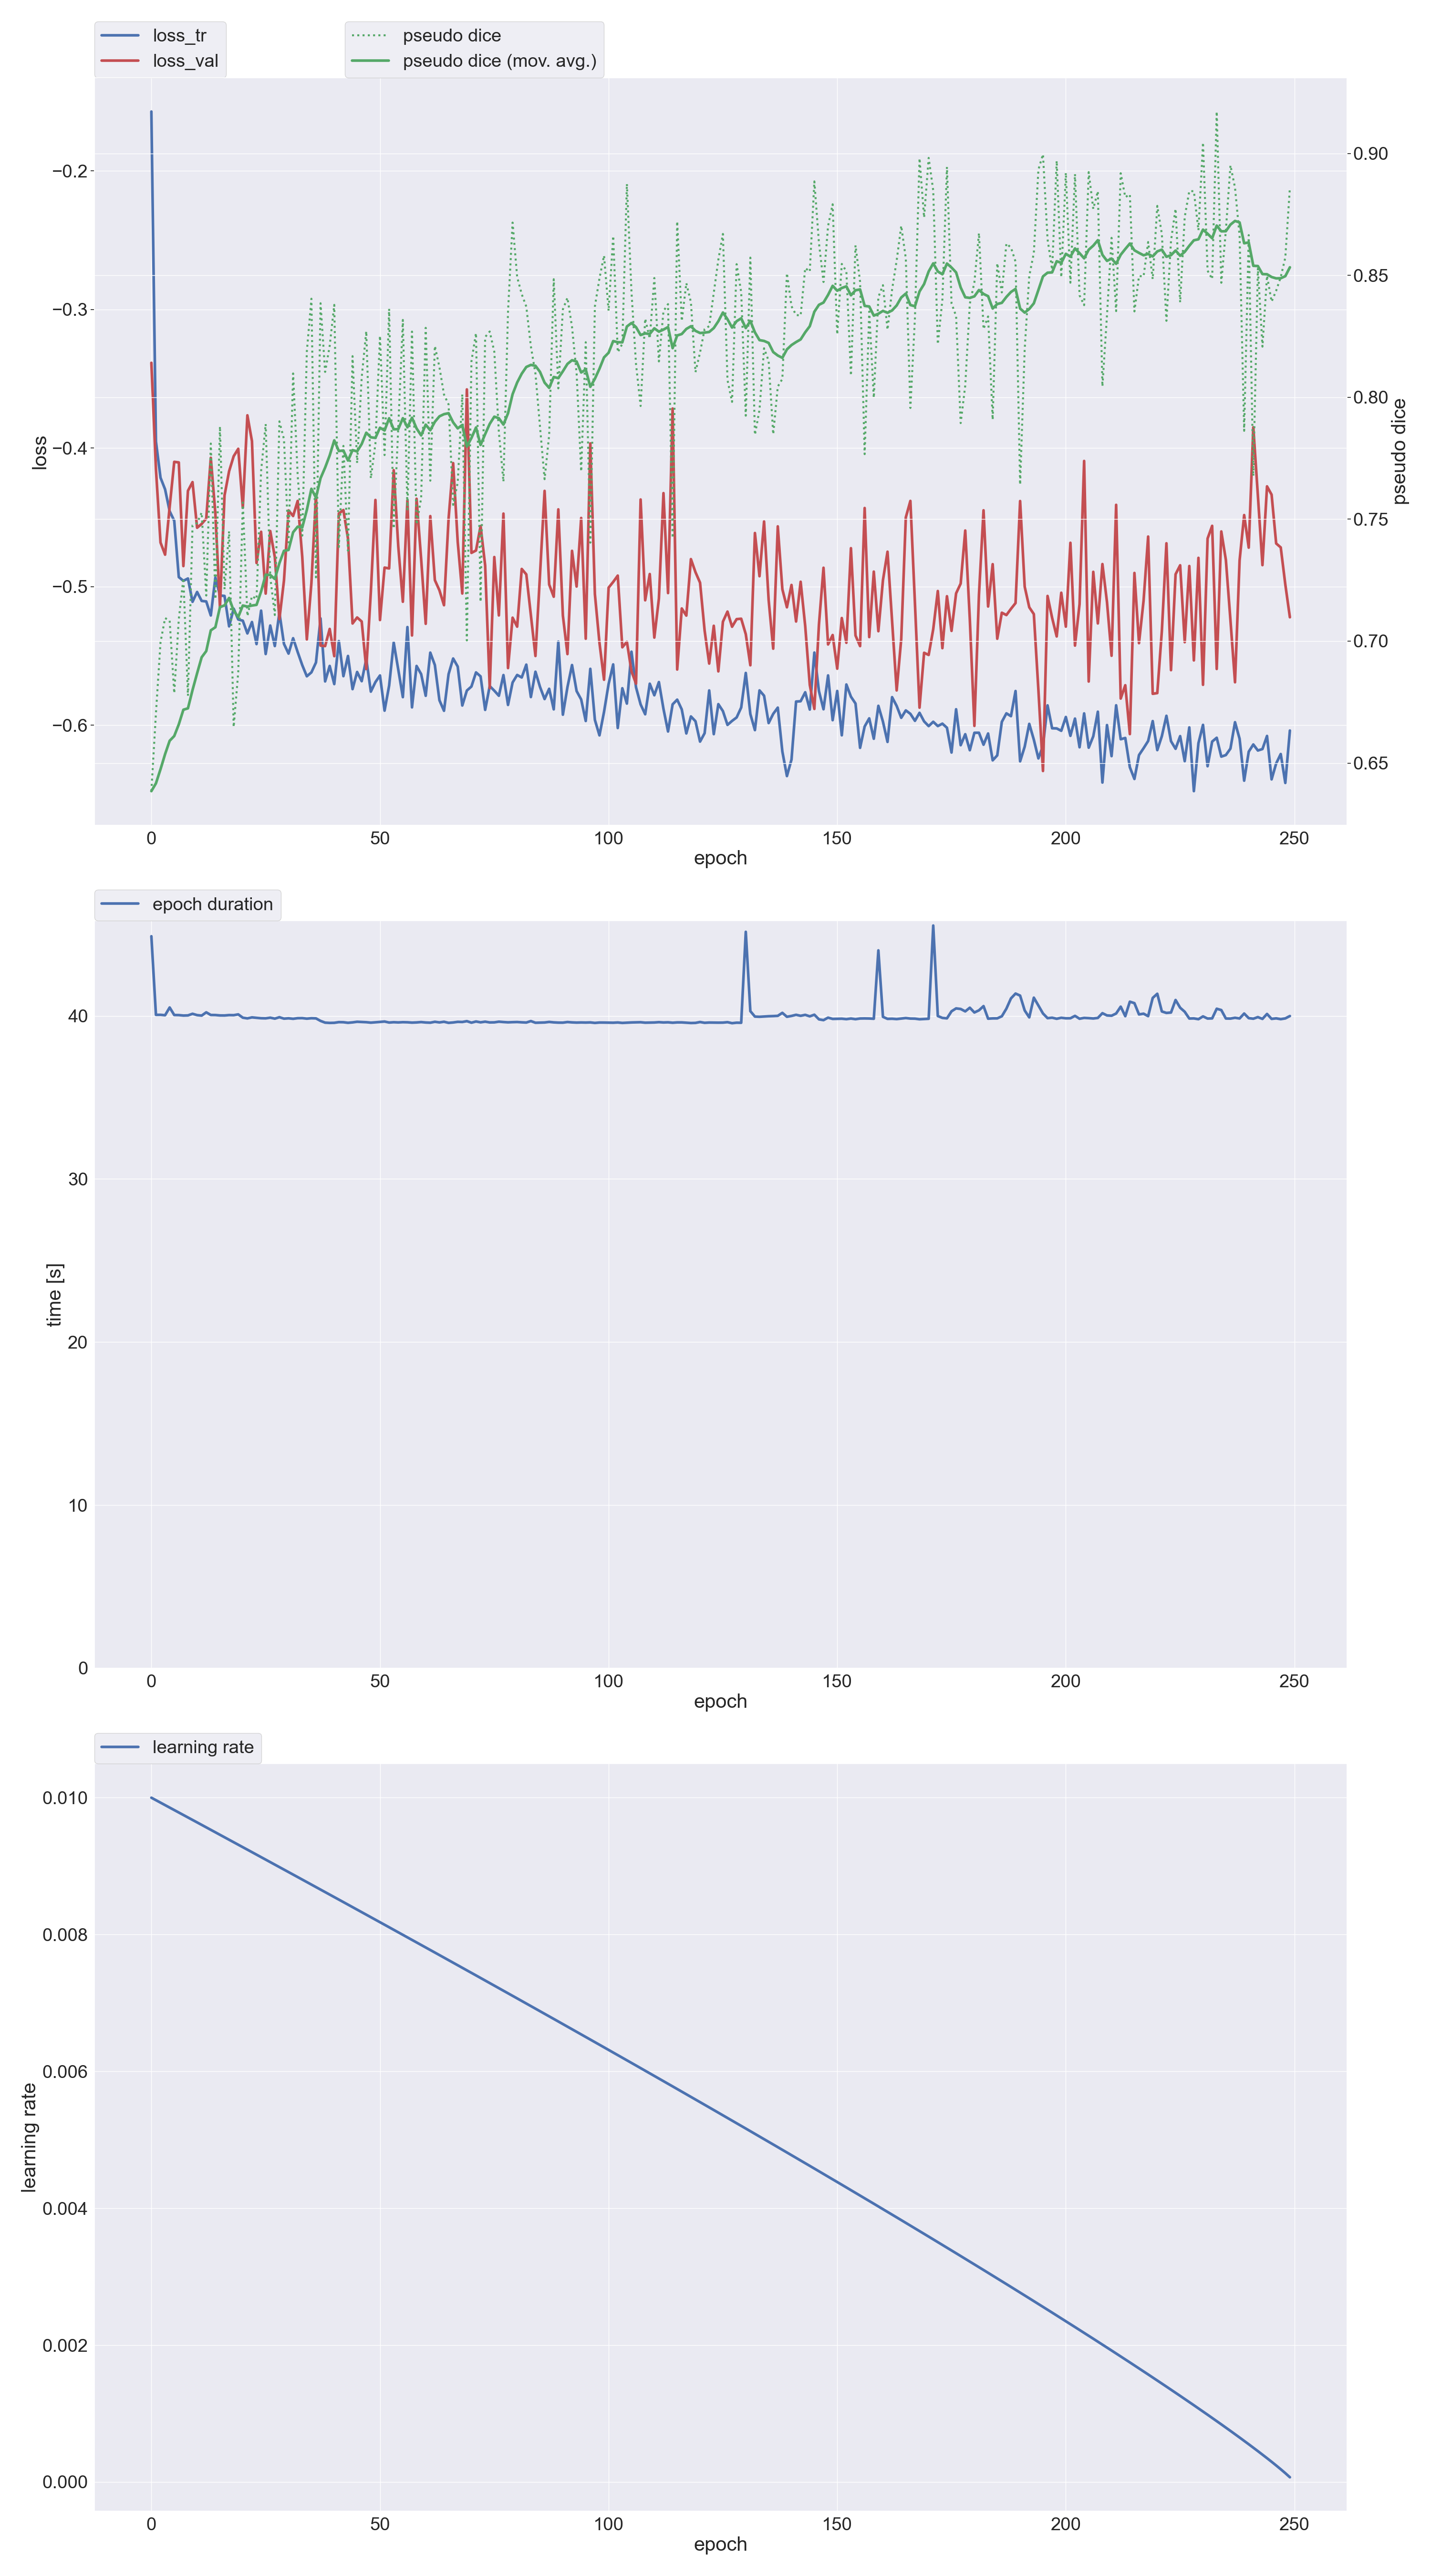 loss_tr
loss_val
pseudo dice
pseudo dice (mov. avg.)
−0.2
−0.3
−0.4
−0.5
−0.6
loss
0.90
0.85
0.80
0.75
0.70
0.65
pseudo dice
0 50 100 150 200 250
epoch
epoch duration
40
30
20
10
0
time [s]
0 50 100 150 200 250
epoch
learning rate
0.010
0.008
0.006
0.004
0.002
0.000
learning rate
0 50 100 150 200 250
epoch